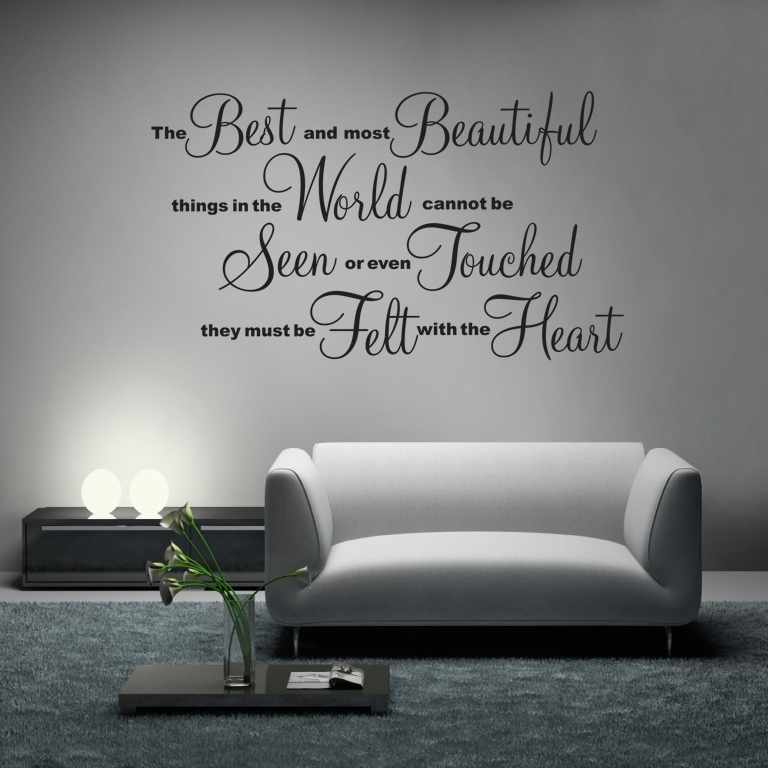 The Best and most Beautiful
things in the World cannot be
Seen or even Touched
they must be Felt with the Heart